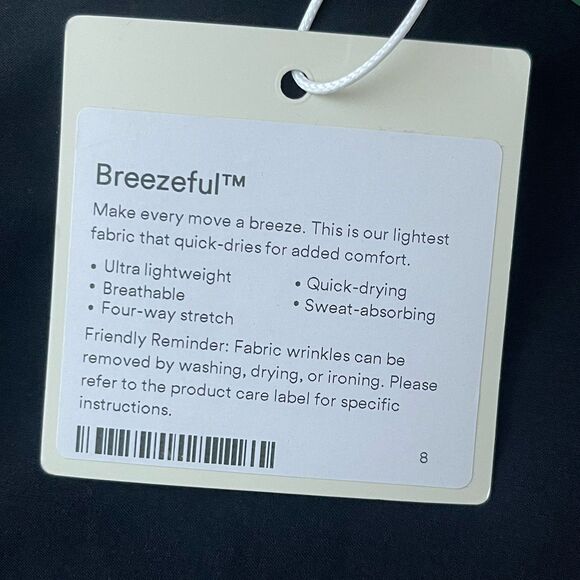 Breezeful™
Make every move a breeze. This is our lightest
fabric that quick-dries for added comfort.
• Ultra lightweight
• Breathable
• Four-way stretch
• Quick-drying
• Sweat-absorbing
Friendly Reminder: Fabric wrinkles can be
removed by washing, drying, or ironing. Please
refer to the product care label for specific
instructions.
8